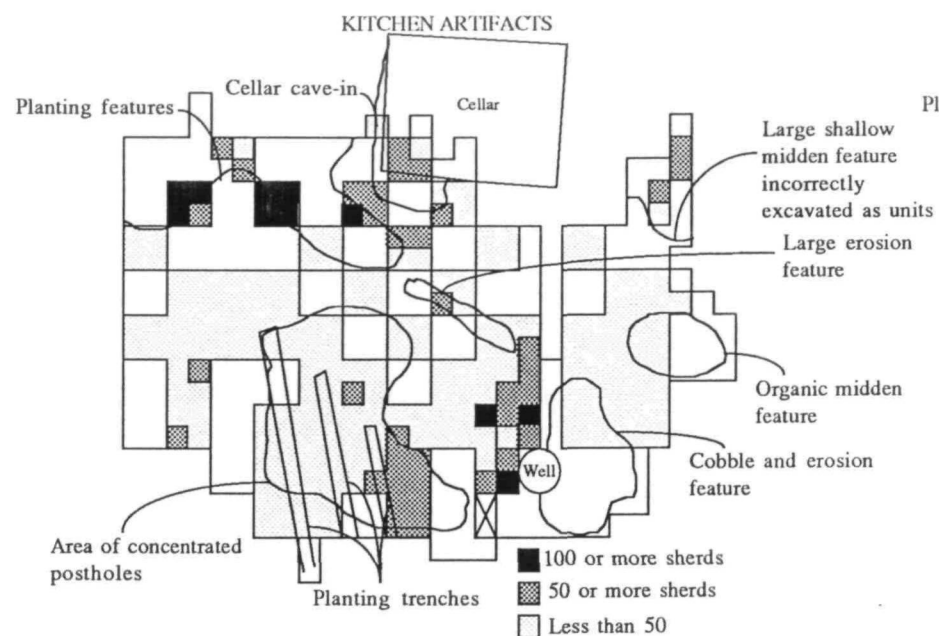 KITCHEN ARTIFACTS
Cellar cave-in
Cellar
Planting features
Pl
Large shallow
midden feature
incorrectly
excavated as units
Large erosion
feature
Organic midden
feature
Cobble and erosion
feature
Well
Area of concentrated
postholes
Planting trenches
100 or more sherds
50 or more sherds
Less than 50